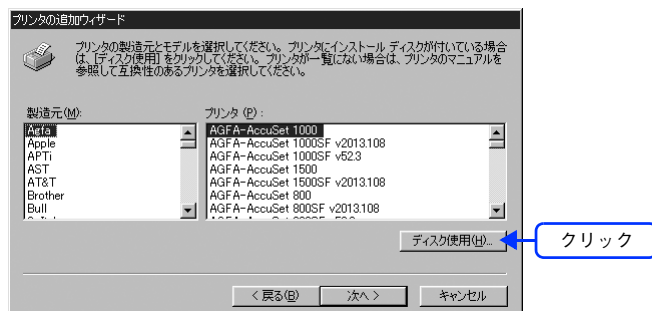 プリンタの追加ウィザード
プリンタの製造元とモデルを選択してください。プリンタにインストール ディスクが付いている場合
は、[ディスク使用] をクリックしてください。プリンタが一覧にない場合は、プリンタのマニュアルを
参照して互換性のあるプリンタを選択してください。
製造元(M):
Agfa
Apple
APTi
AST
AT&T
Brother
Bull
プリンタ (P) :
AGFA-AccuSet 1000
AGFA-AccuSet 1000SF v2013.108
AGFA-AccuSet 1000SF v52.3
AGFA-AccuSet 1500
AGFA-AccuSet 1500SF v2013.108
AGFA-AccuSet 800
AGFA-AccuSet 800SF v2013.108
ディスク使用(H)...
クリック
< 戻る(B)
次へ >
キャンセル